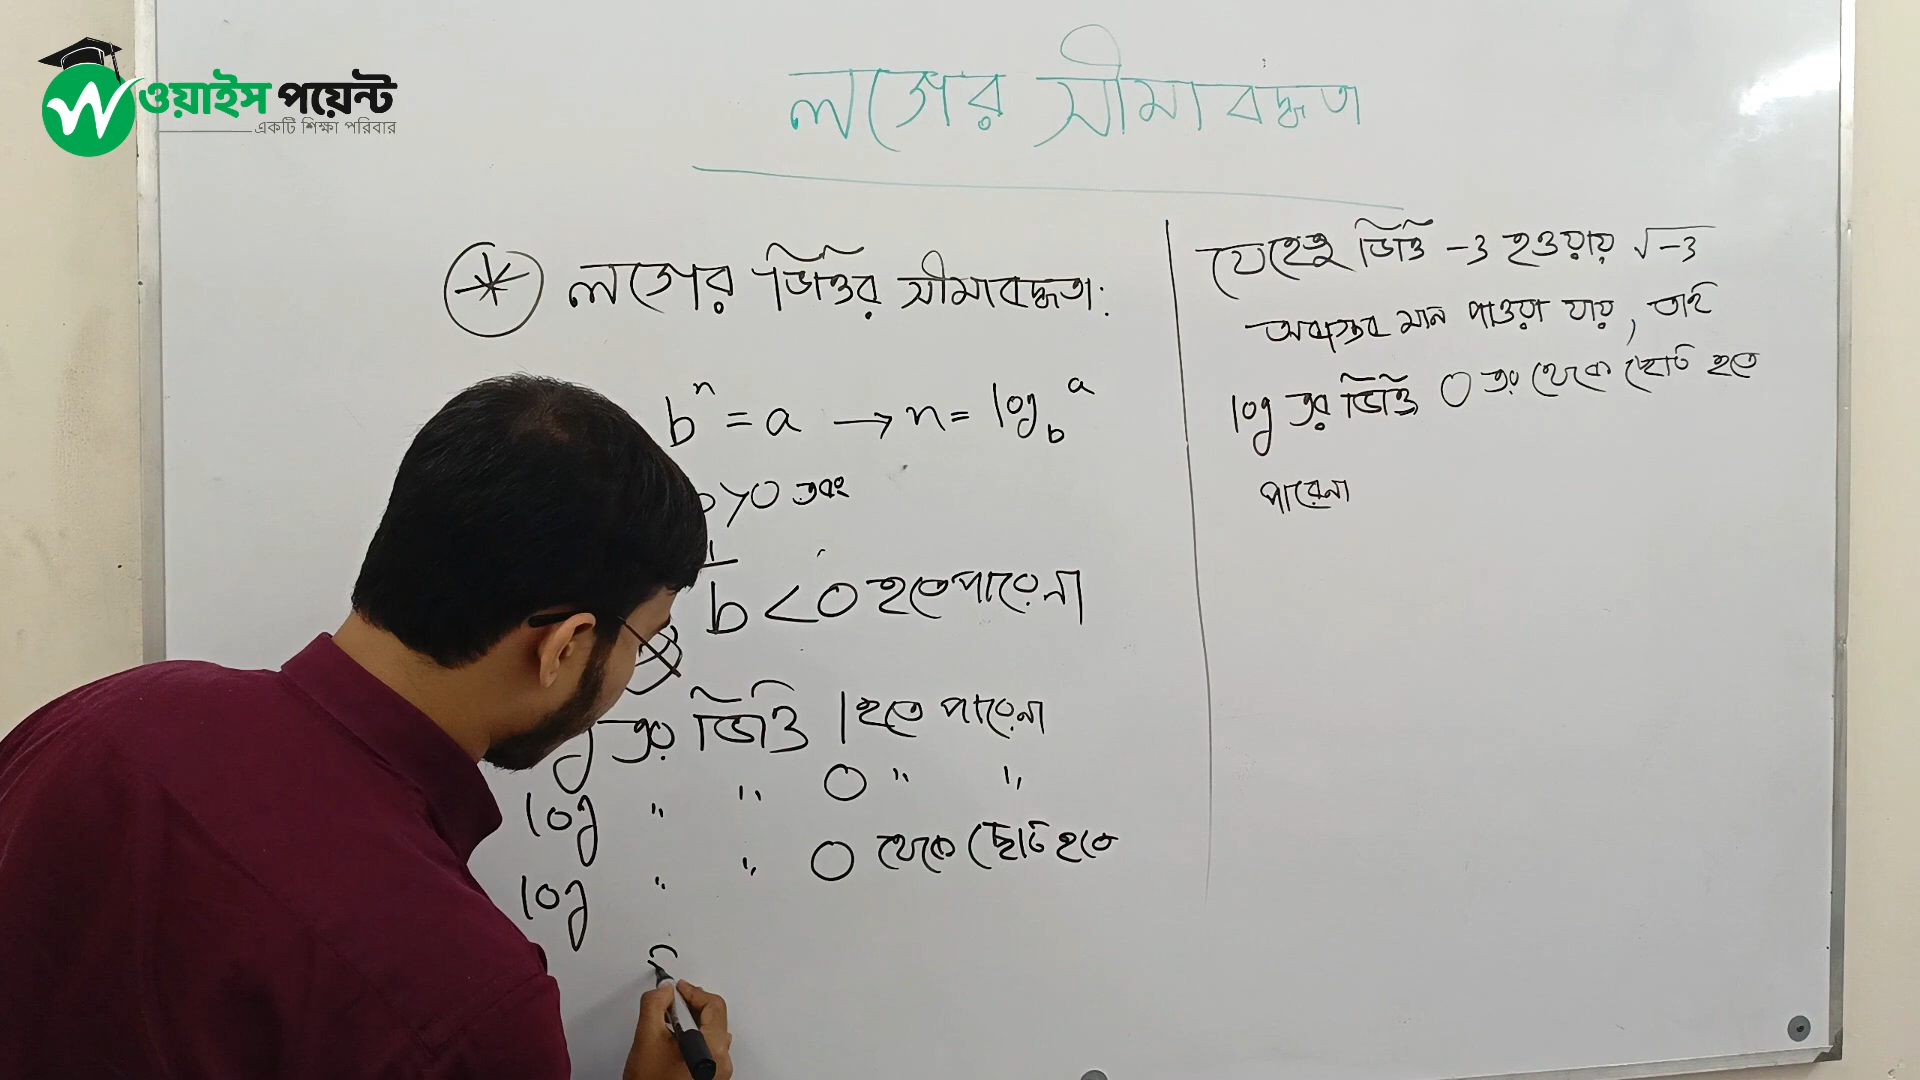 ওয়াইস পয়েন্ট
একটি শিক্ষা পরিবার
লগের সীমাবদ্ধতা
লগের ভিত্তির সীমাবদ্ধতা:
bⁿ = a → n = log_b a
b>0 এবং
b<0 হতে পারেনা
এর ভিত্তি 1 হতে পারেনা
log " " 0 " "
log " " 0 থেকে ছোট হতে
যেহেতু ভিত্তি -3 হওয়ায় √-3
অবাস্তব মান পাওয়া যায়, তাই
log এর ভিত্তি 0 এর থেকে ছোট হতে
পারেনা